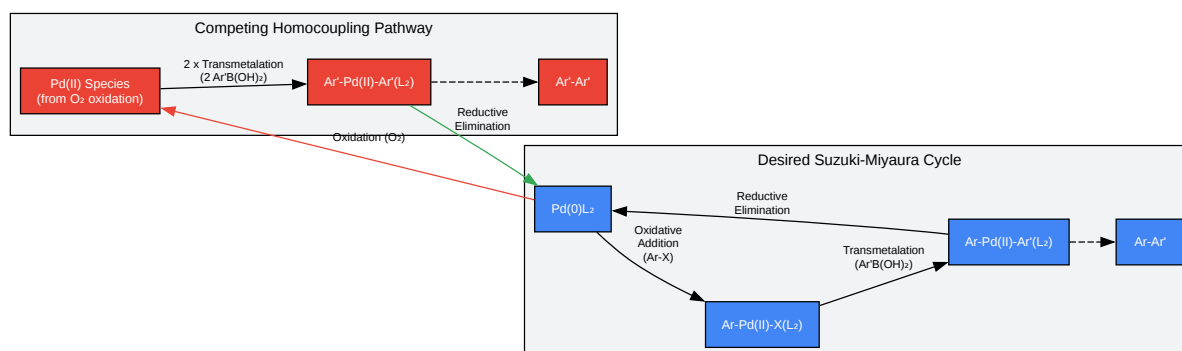 Competing Homocoupling Pathway
Pd(II) Species
(from O₂ oxidation)
2 x Transmetalation
(2 Ar'B(OH)₂)
Ar'-Pd(II)-Ar'(L₂)
Ar'-Ar'
Reductive
Elimination
Oxidation (O₂)
Desired Suzuki-Miyaura Cycle
Pd(0)L₂
Reductive
Elimination
Oxidative
Addition
(Ar-X)
Transmetalation
(Ar'B(OH)₂)
Ar-Pd(II)-Ar'(L₂)
Ar-Ar'
Ar-Pd(II)-X(L₂)